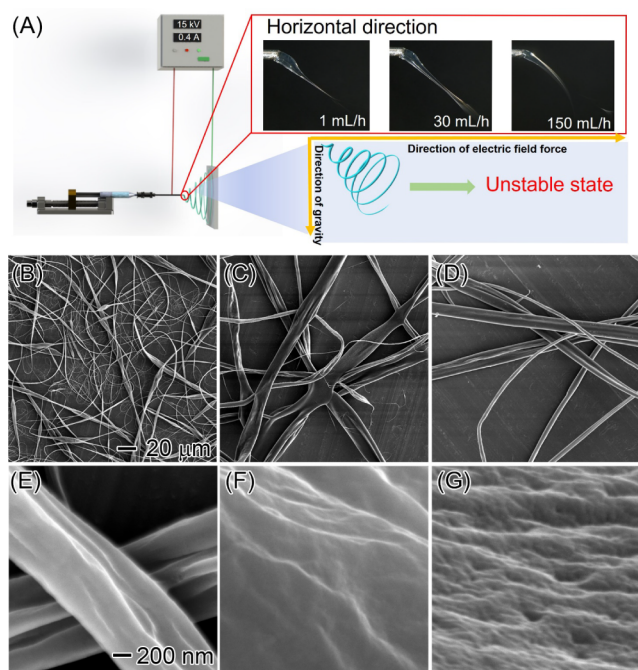 (A)
15 kV
0.4 A
Horizontal direction
1 mL/h
30 mL/h
150 mL/h
Direction of electric field force
Direction of gravity
Unstable state
(B)
(C)
(D)
20 μm
(E)
(F)
(G)
200 nm